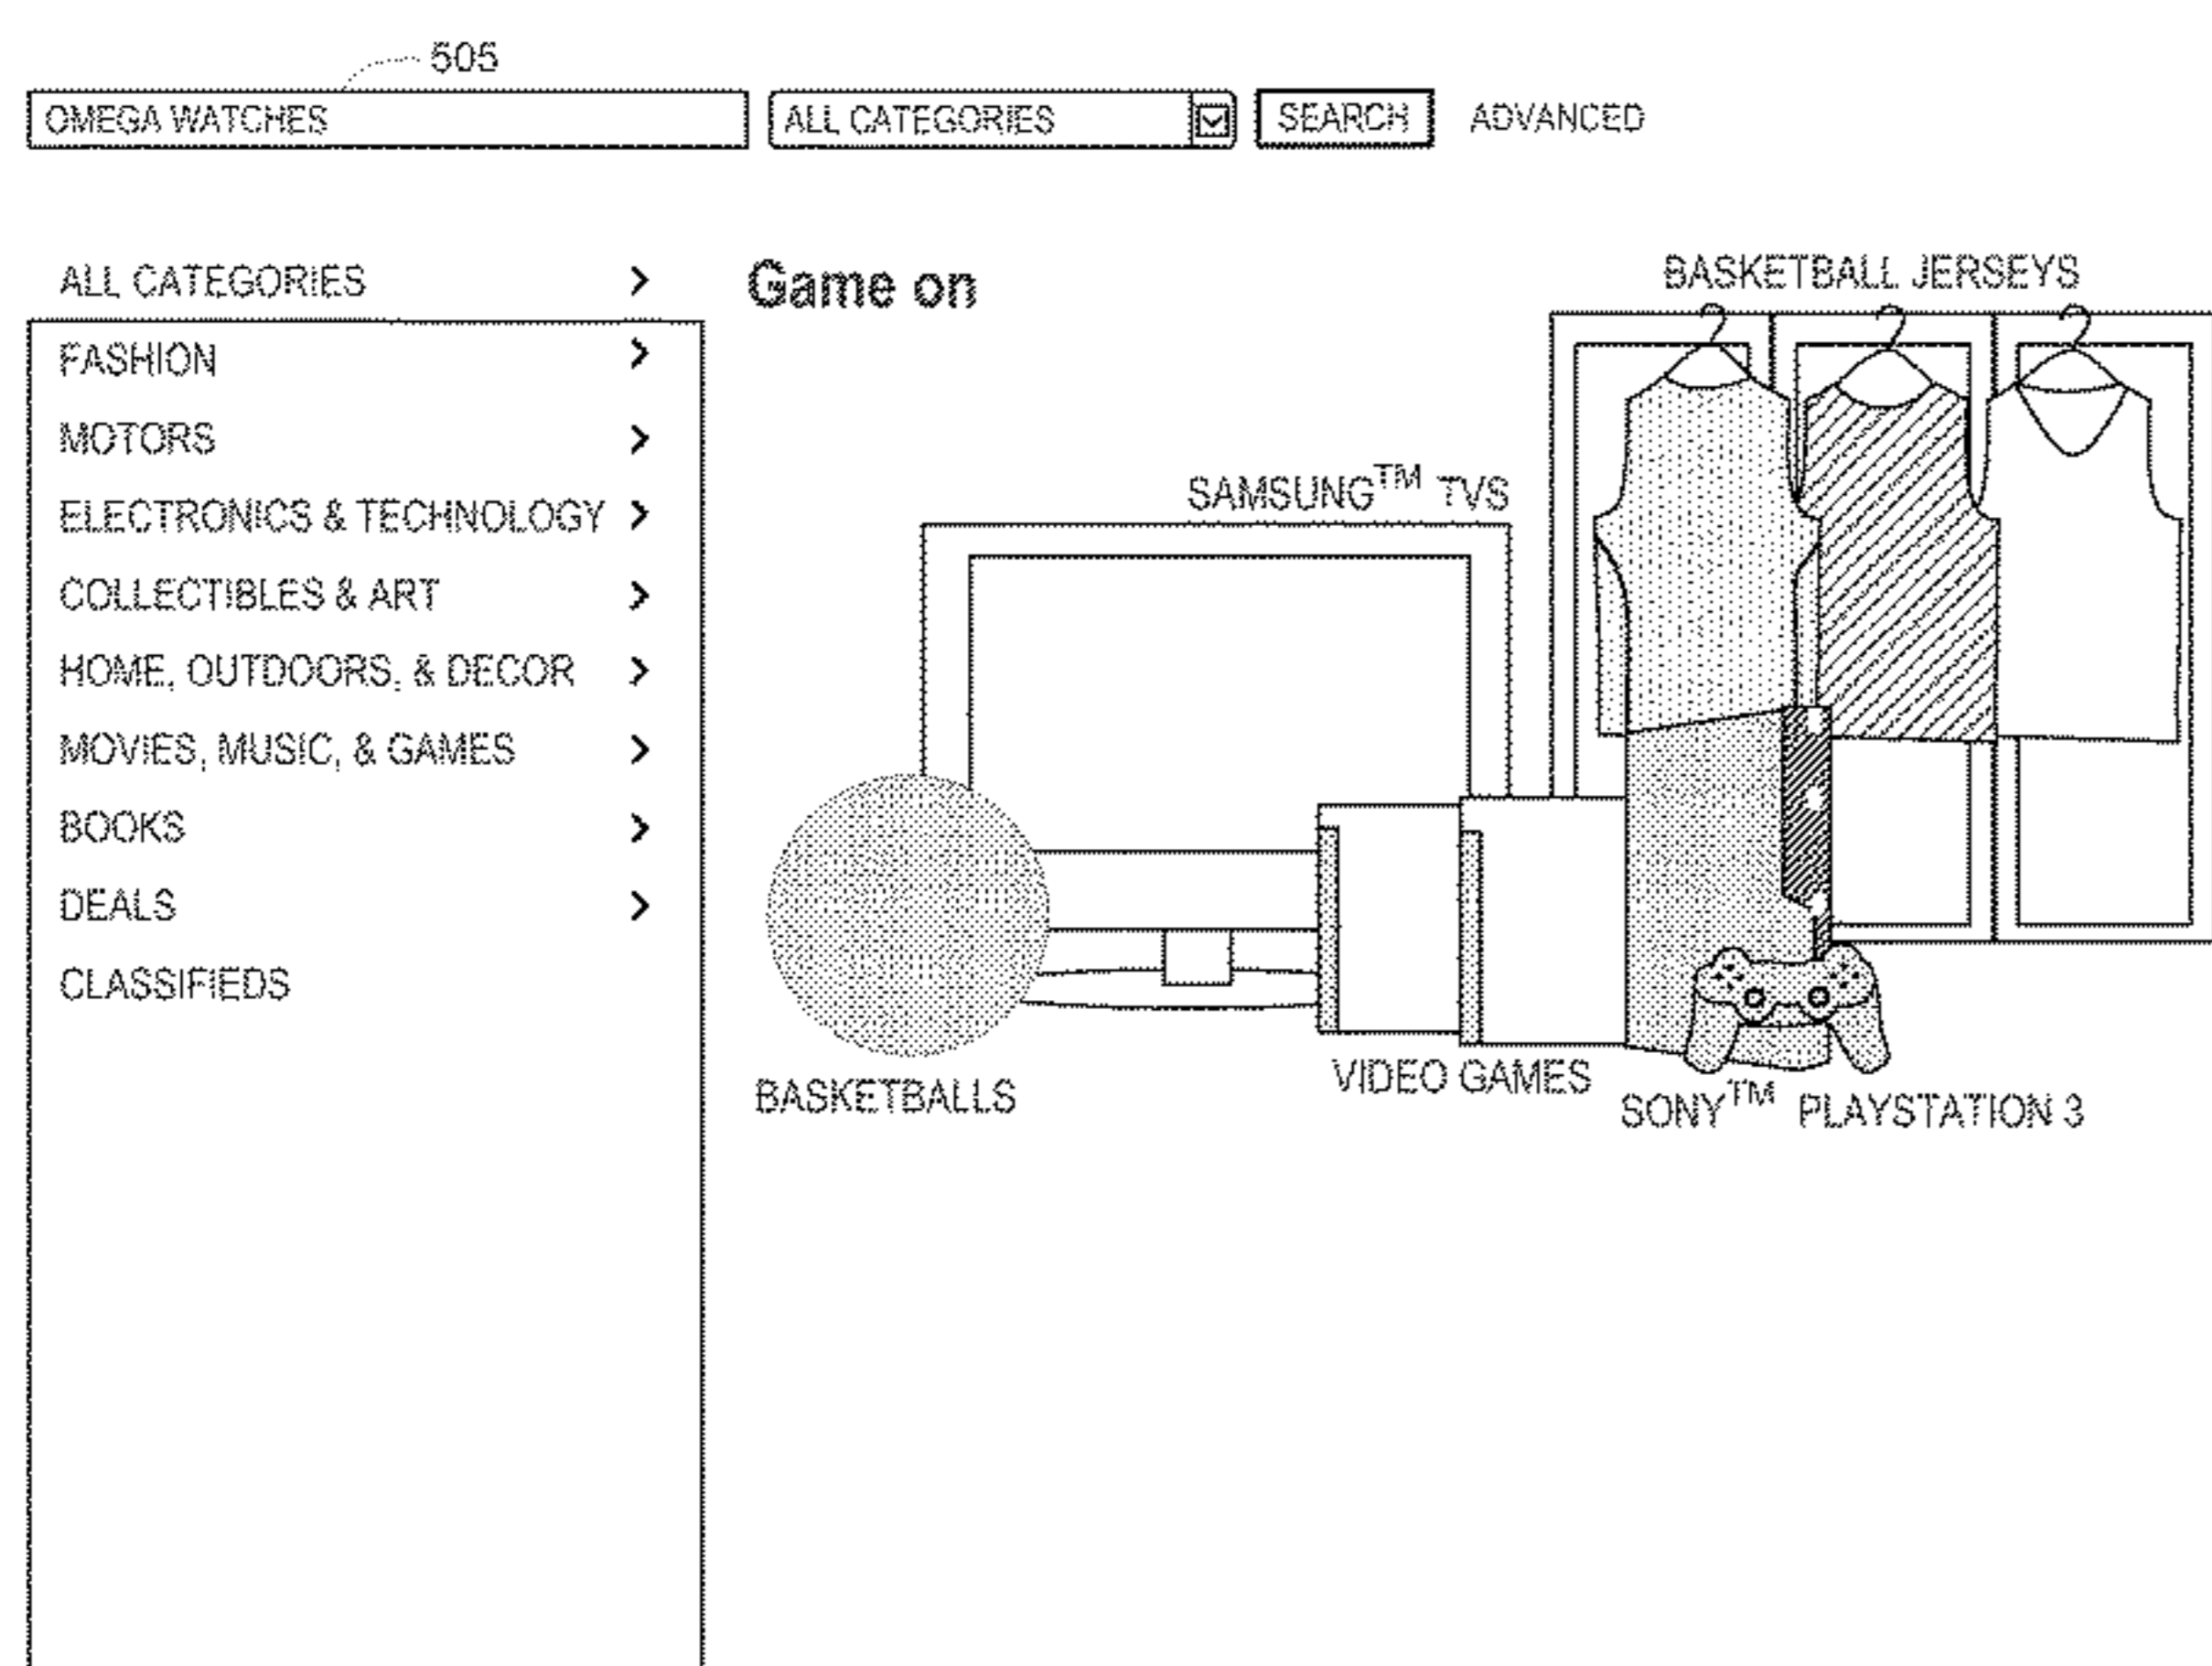 505
OMEGA WATCHES ALL CATEGORIES SEARCH ADVANCED
ALL CATEGORIES
FASHION
MOTORS
ELECTRONICS & TECHNOLOGY
COLLECTIBLES & ART
HOME, OUTDOORS, & DECOR
MOVIES, MUSIC, & GAMES
BOOKS
DEALS
CLASSIFIEDS
Game on
BASKETBALL JERSEYS
SAMSUNG™ TVS
BASKETBALLS
VIDEO GAMES
SONY™ PLAYSTATION 3